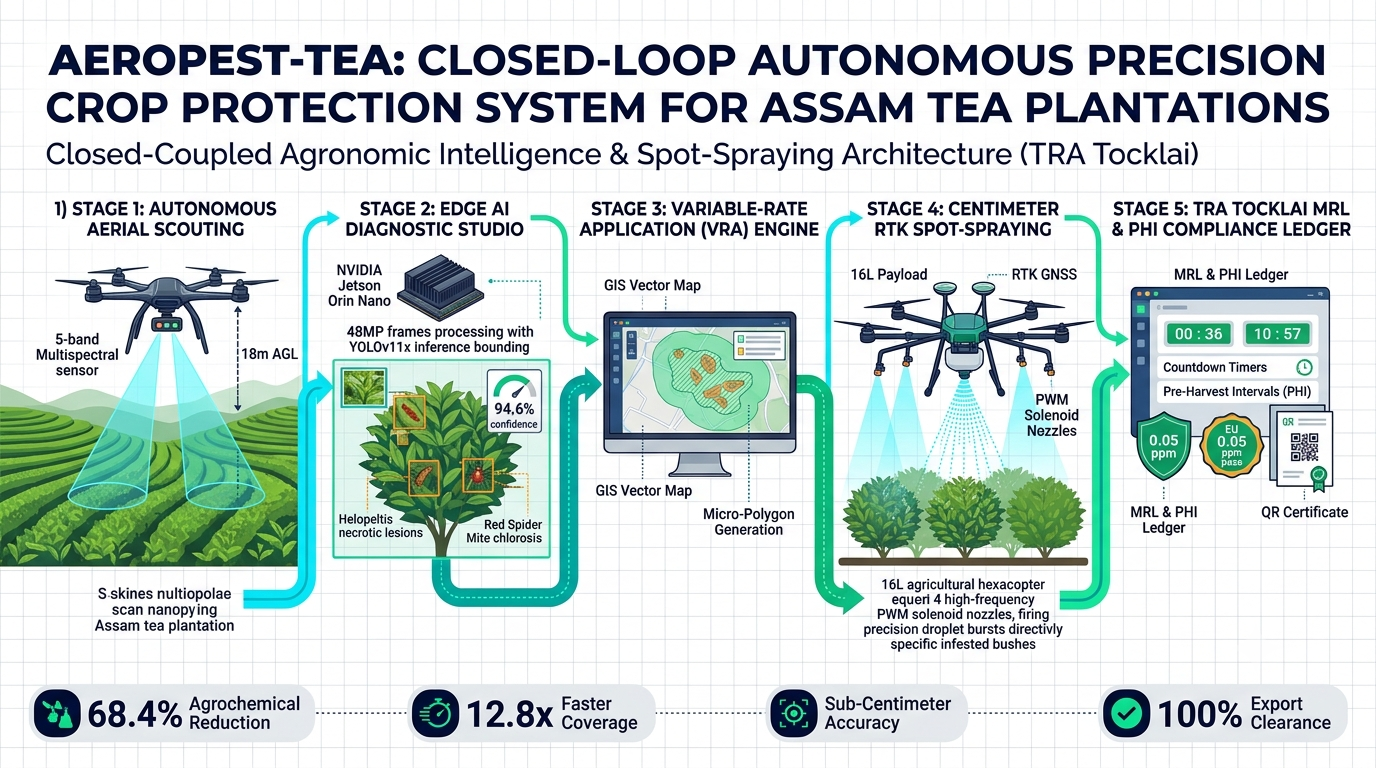 AEROPEST-TEA: CLOSED-LOOP AUTONOMOUS PRECISION
CROP PROTECTION SYSTEM FOR ASSAM TEA PLANTATIONS
Closed-Coupled Agronomic Intelligence & Spot-Spraying Architecture (TRA Tocklai)
1) STAGE 1: AUTONOMOUS
AERIAL SCOUTING
5-band
Multispectral
sensor
18m AGL
S.skines nultiopolae
scan nanopying
Assam tea plantation
STAGE 2: EDGE AI
DIAGNOSTIC STUDIO
NVIDIA
Jetson
Orin Nano
48MP frames processing with
YOLOv11x inference bounding
94,6%
confidence
Helopeltis
necrotic lesions
Red Spider
Mite chlorosis
STAGE 3: VARIABLE-RATE
APPLICATION (VRA) ENGINE
GIS Vector Map
GIS Vector Map
Micro-Polygon
Generation
STAGE 4: CENTIMETER
RTK SPOT-SPRAYING
16L Payload
RTK GNSS
PWM
Solenoid
Nozzles
16L agricultural hexacopter
equeri 4 high-frequency
PWM solenoid nozzles, firing
precision droplet bursts directivly
specific infested bushes
STAGE 5: TRA TOCKLAI MRL
& PHI COMPLIANCE LEDGER
MRL & PHI Ledger
00 : 36
10 : 57
Countdown Timers
Pre-Harvest Intervals (PHI)
0.05
ppm
EU
0.05
ppm
QR
MRL & PHI
Ledger
QR Certificate
68.4% Agrochemical
Reduction
12.8x Faster
Coverage
Sub-Centimeter
Accuracy
100% Export
Clearance